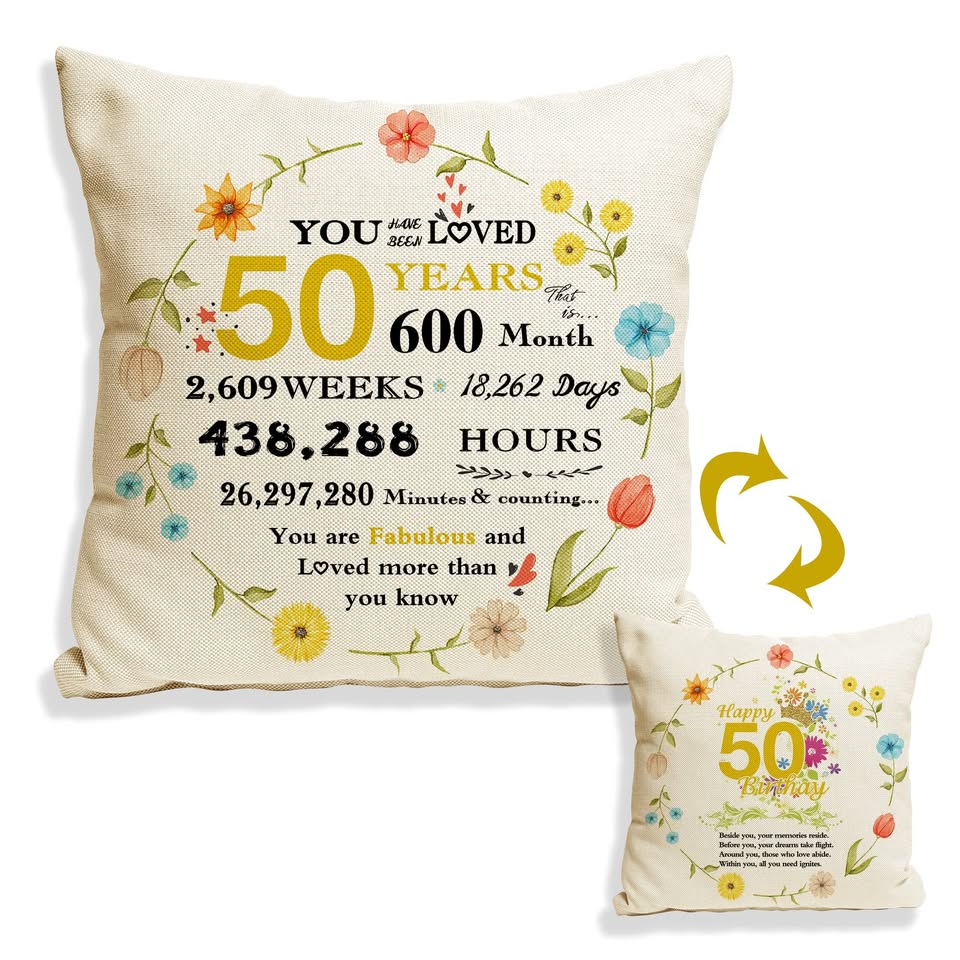 YOU HAVE BEEN LOVED
50 YEARS
That is...
600 Month
2,609 WEEKS 18,262 Days
438,288 HOURS
26,297,280 Minutes & counting...
You are Fabulous and
Loved more than
you know
Happy
50
Birthay
Beside you, your memories reside.
Before you, your dreams take flight.
Around you, those who love abide.
Within you, all you need ignites.